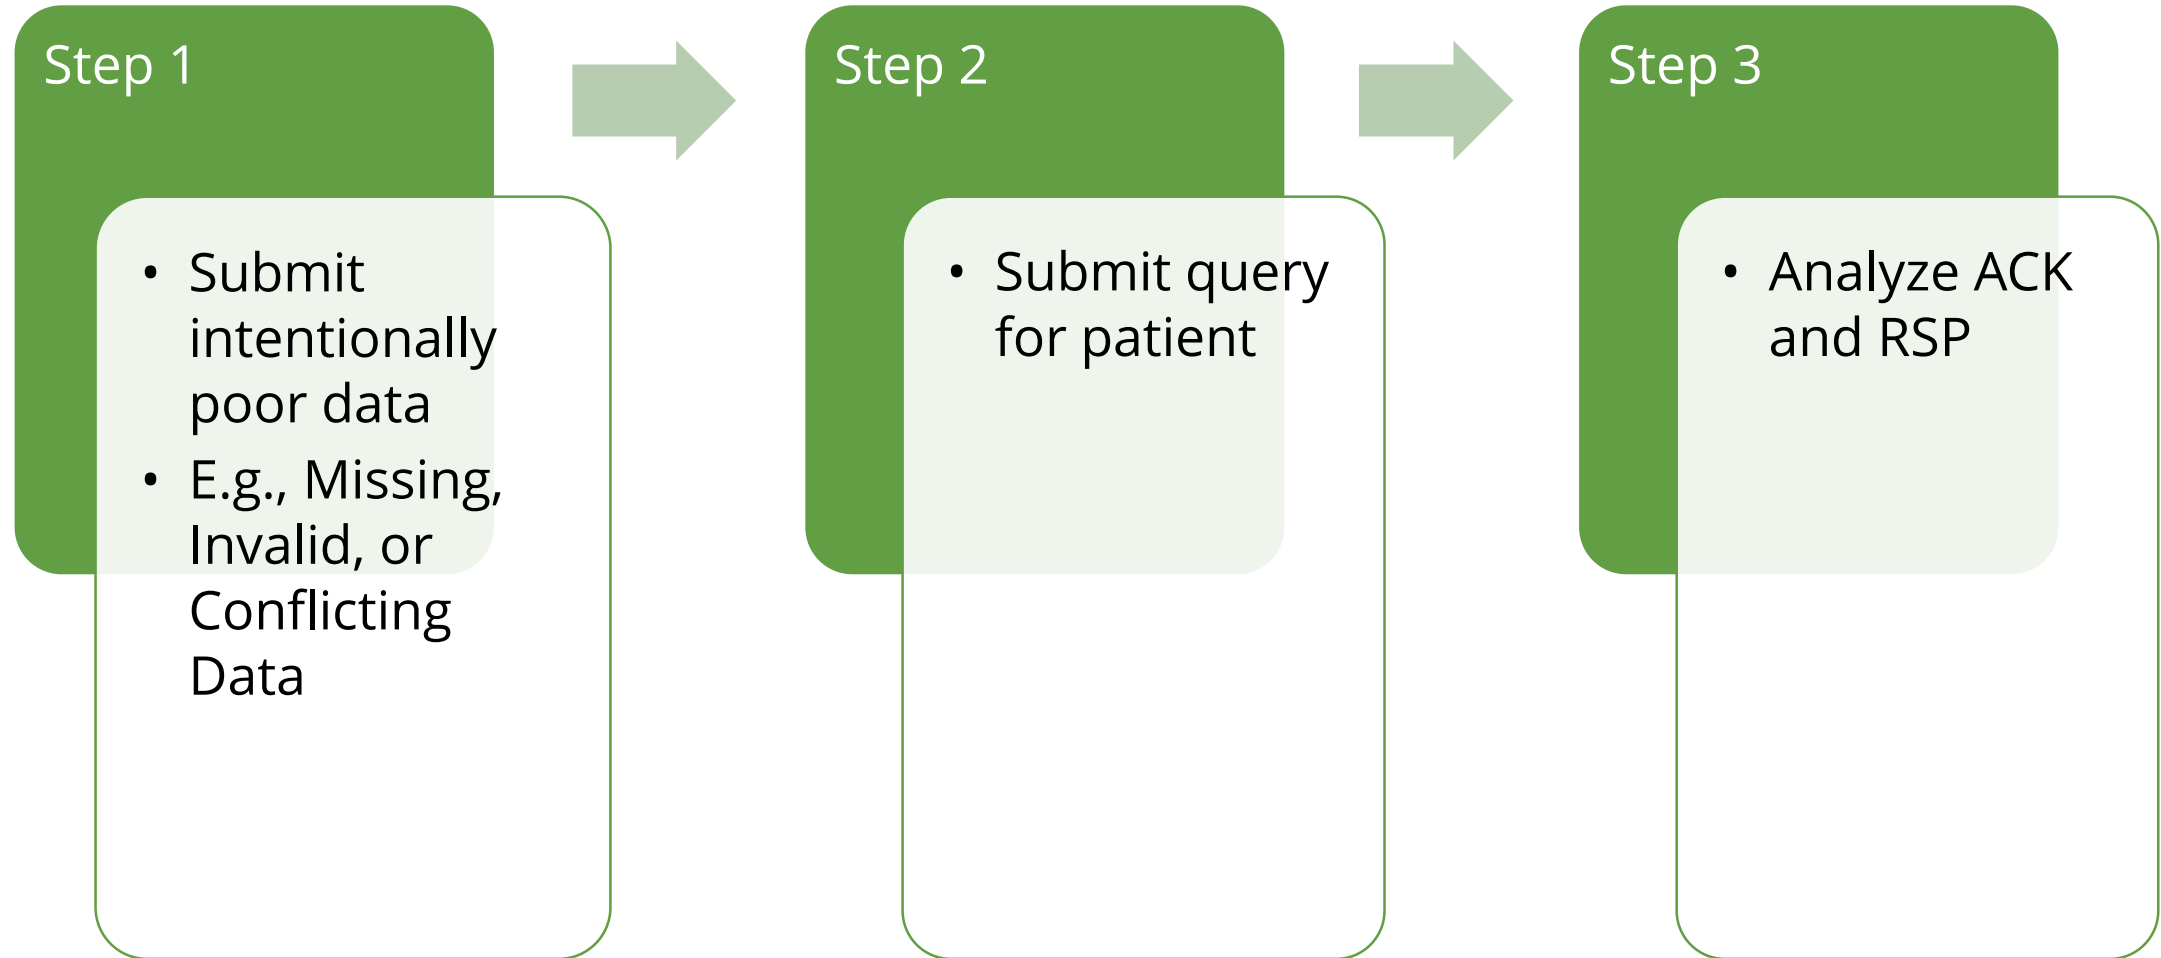 Step 1
• Submit
intentionally
poor data
• E.g., Missing,
Invalid, or
Conflicting
Data
Step 2
• Submit query
for patient
Step 3
• Analyze ACK
and RSP